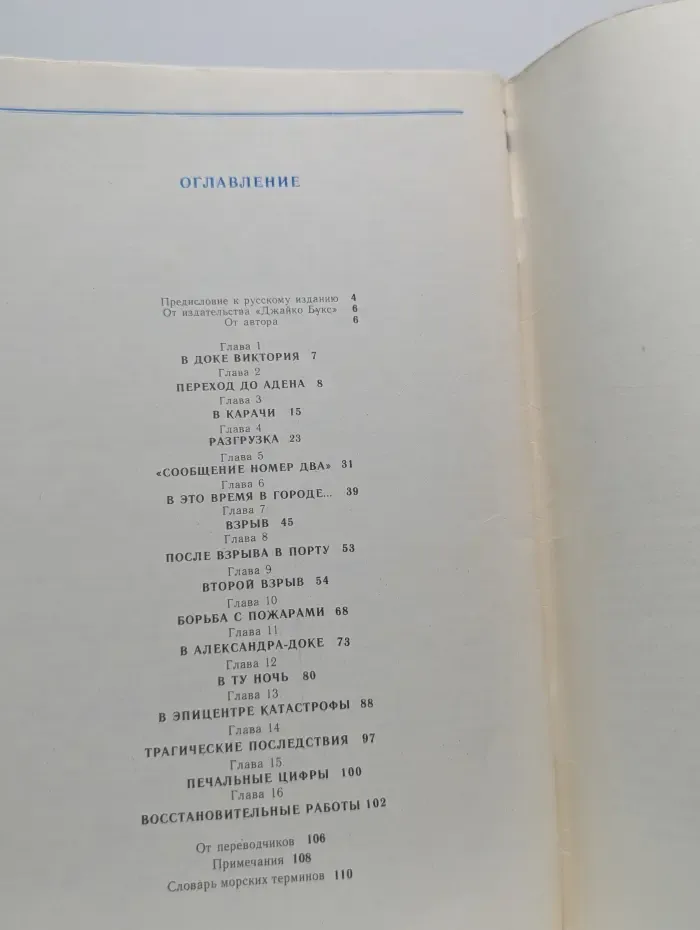 ОГЛАВЛЕНИЕ
Предисловие к русскому изданию 4
От издательства «Джайко Букс» 6
От автора 6
Глава 1
В ДОКЕ ВИКТОРИЯ 7
Глава 2
ПЕРЕХОД ДО АДЕНА 8
Глава 3
В КАРАЧИ 15
Глава 4
РАЗГРУЗКА 23
Глава 5
«СООБЩЕНИЕ НОМЕР ДВА» 31
Глава 6
В ЭТО ВРЕМЯ В ГОРОДЕ... 39
Глава 7
ВЗРЫВ 45
Глава 8
ПОСЛЕ ВЗРЫВА В ПОРТУ 53
Глава 9
ВТОРОЙ ВЗРЫВ 54
Глава 10
БОРЬБА С ПОЖАРАМИ 68
Глава 11
В АЛЕКСАНДРА-ДОКЕ 73
Глава 12
В ТУ НОЧЬ 80
Глава 13
В ЭПИЦЕНТРЕ КАТАСТРОФЫ 88
Глава 14
ТРАГИЧЕСКИЕ ПОСЛЕДСТВИЯ 97
Глава 15
ПЕЧАЛЬНЫЕ ЦИФРЫ 100
Глава 16
ВОССТАНОВИТЕЛЬНЫЕ РАБОТЫ 102
От переводчиков 106
Примечания 108
Словарь морских терминов 110